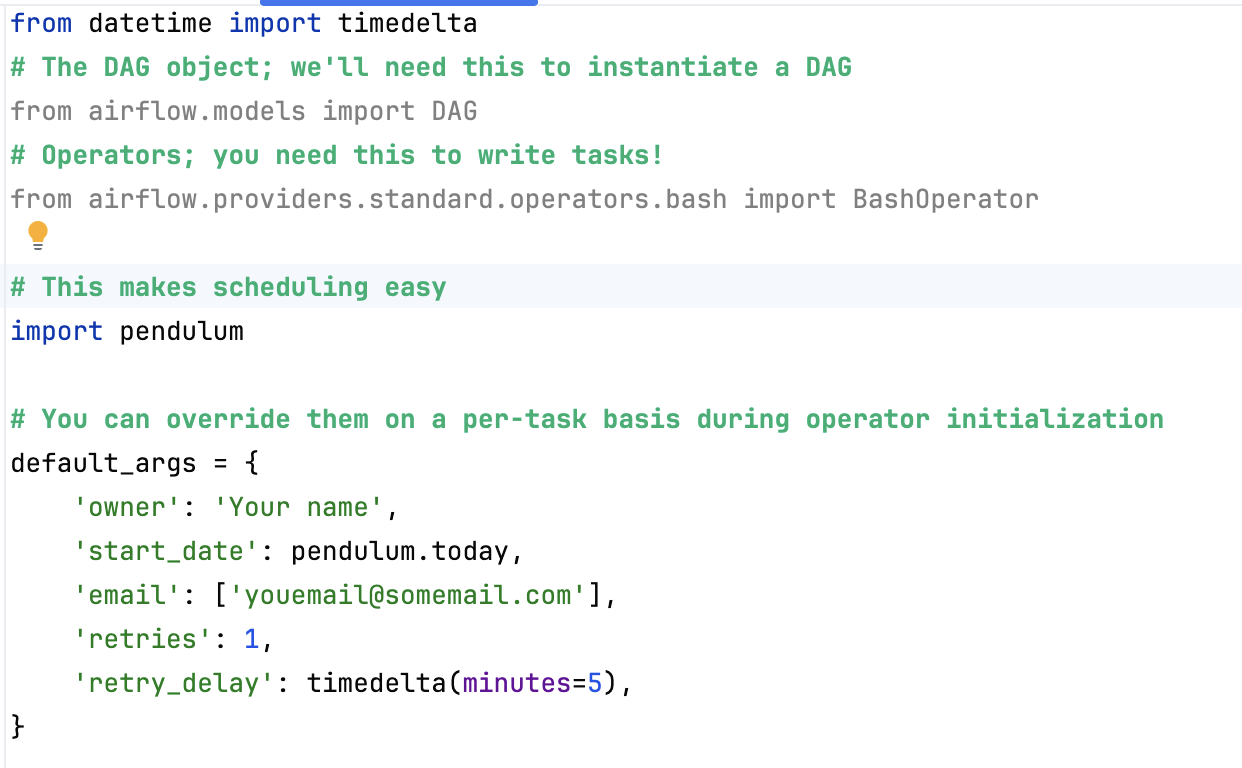 from datetime import timedelta
# The DAG object; we'll need this to instantiate a DAG
from airflow.models import DAG
# Operators; you need this to write tasks!
from airflow.providers.standard.operators.bash import BashOperator
# This makes scheduling easy
import pendulum
# You can override them on a per-task basis during operator initialization
default_args = {
    'owner': 'Your name',
    'start_date': pendulum.today,
    'email': ['youemail@somemail.com'],
    'retries': 1,
    'retry_delay': timedelta(minutes=5),
}